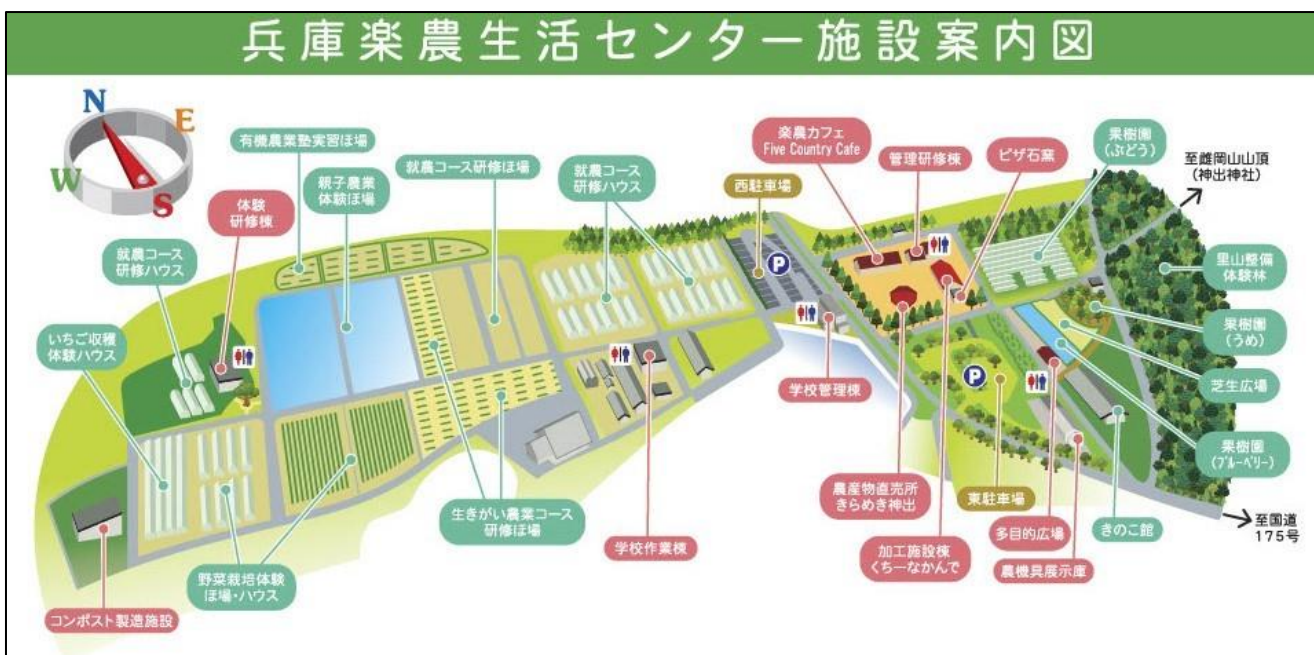 兵庫楽農生活センター施設案内図
N
E
W
S
有機農業塾実習ほ場
親子農業
体験ほ場
就農コース研修ほ場
就農コース
研修ハウス
西駐車場
楽農カフェ
Five Country Cafe
管理研修棟
ピザ石窯
果樹園
(ぶどう)
至雌岡山山頂
(神出神社)
体験
研修棟
就農コース
研修ハウス
いちご収穫
体験ハウス
里山整備
体験林
果樹園
(うめ)
芝生広場
果樹園
(ブルーベリー)
P
P
学校管理棟
農産物直売所
きらめき神出
東駐車場
多目的広場
きのこ館
至国道
175号
加工施設棟
くちーなかんで
農機具展示庫
生きがい農業コース
研修ほ場
学校作業棟
野菜栽培体験
ほ場・ハウス
コンポスト製造施設